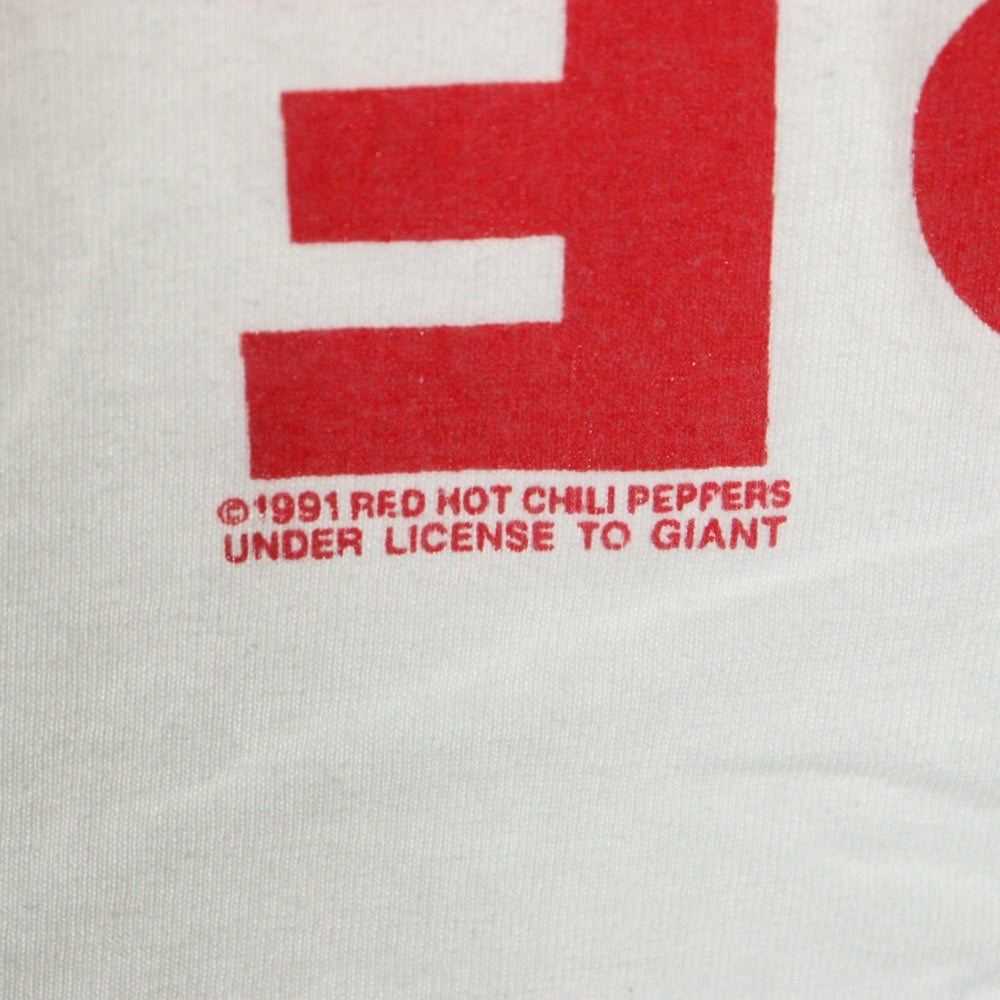 ©1991 RED HOT CHILI PEPPERS
UNDER LICENSE TO GIANT